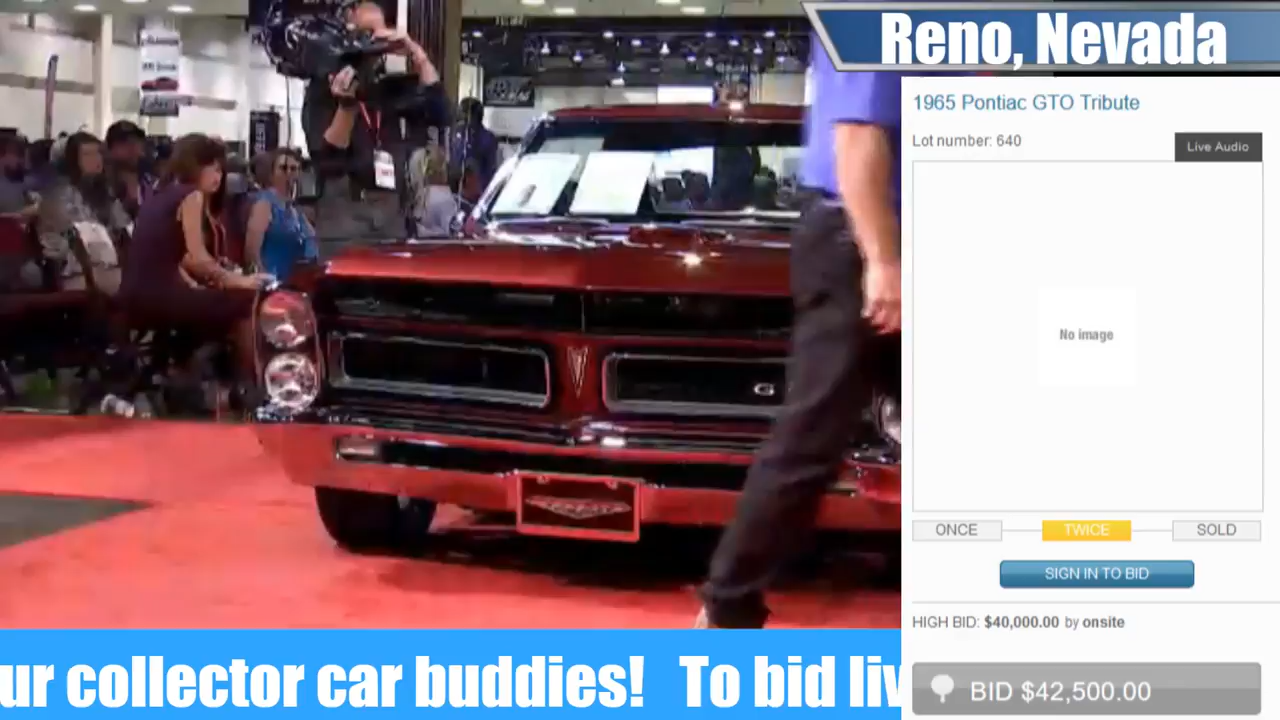 Reno, Nevada
1965 Pontiac GTO Tribute
Lot number: 640
Live Audio
No image
G
ONCE
TWICE
SOLD
SIGN IN TO BID
HIGH BID: $40,000.00 by onsite
ur collector car buddies! To bid liv
BID $42,500.00